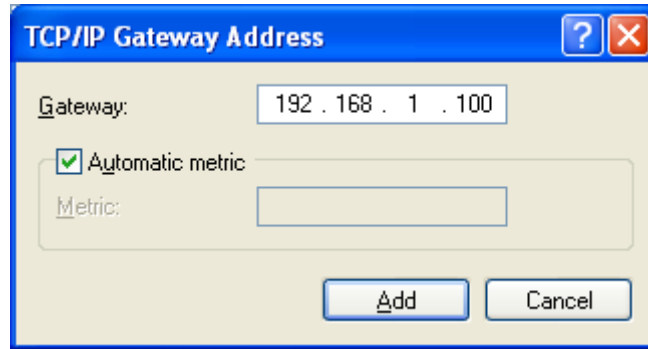 TCP/IP Gateway Address
Gateway: 192 . 168 . 1 . 100
Automatic metric
Metric:
Add Cancel